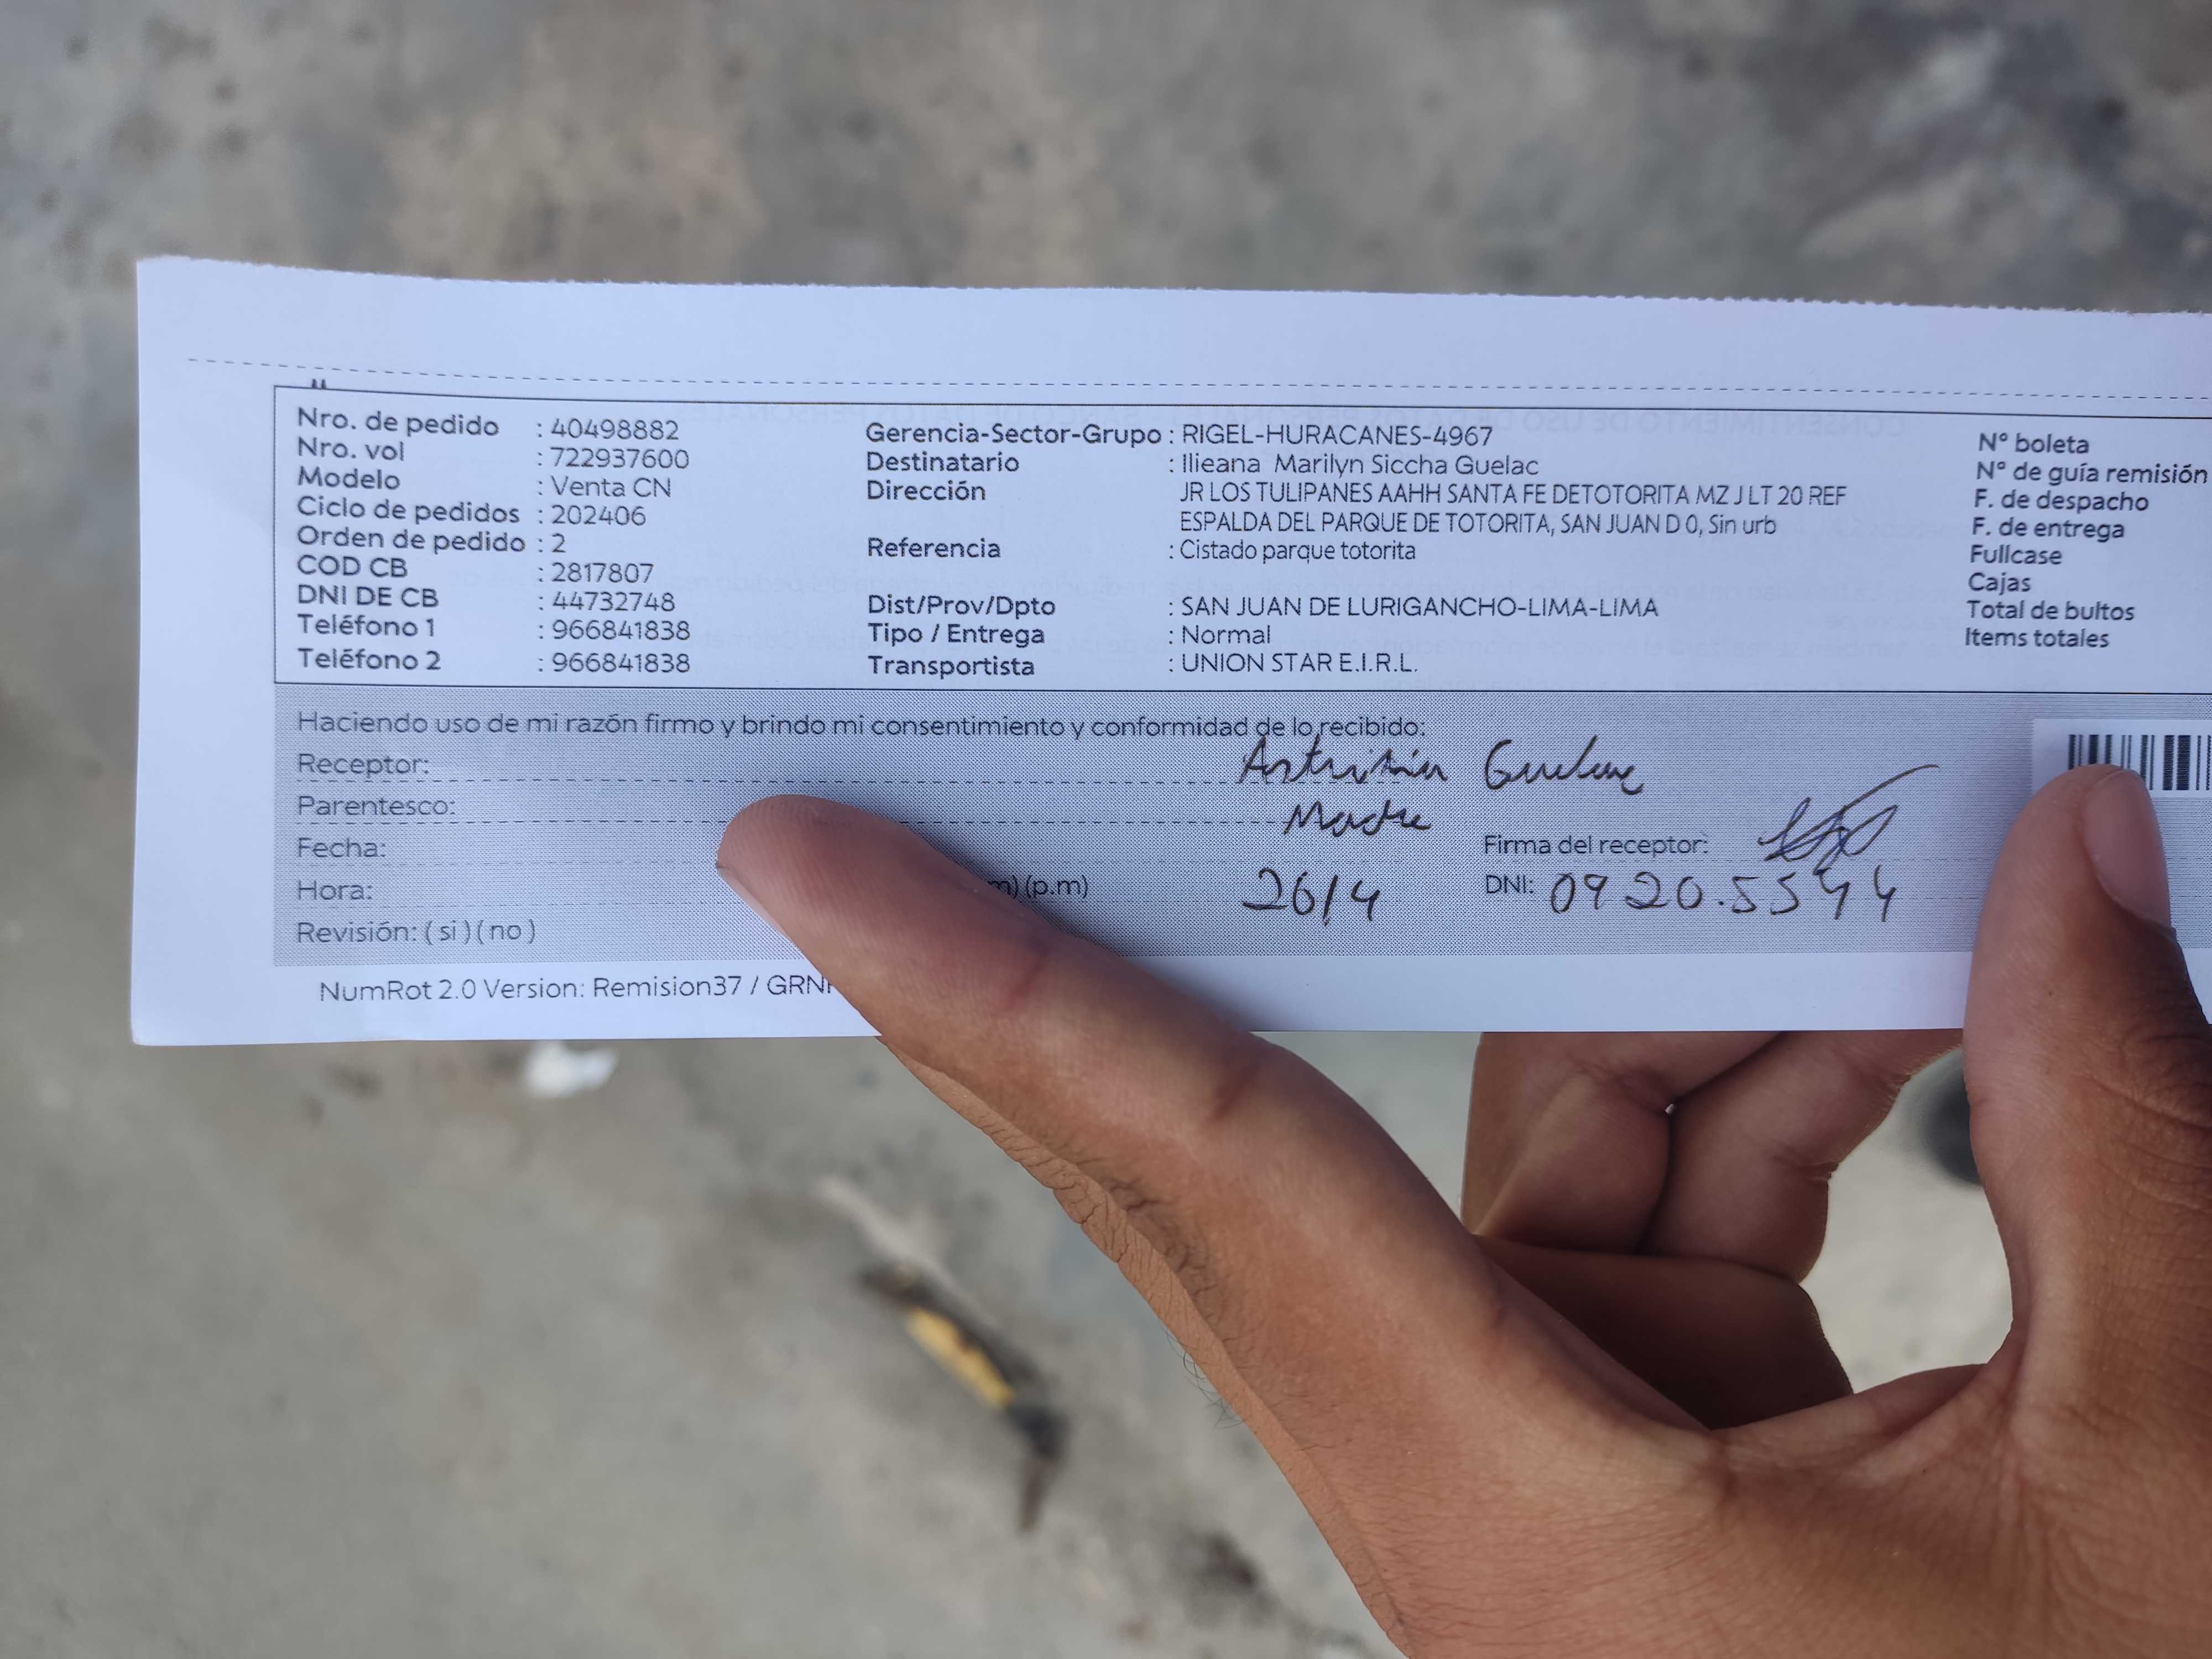 Nro. de pedido : 40498882
Nro. vol : 722937600
Modelo : Venta CN
Ciclo de pedidos : 202406
Orden de pedido : 2
COD CB : 2817807
DNI DE CB : 44732748
Teléfono 1 : 966841838
Teléfono 2 : 966841838
Gerencia-Sector-Grupo : RIGEL-HURACANES-4967
Destinatario : Ilieana Marilyn Siccha Guelac
Dirección JR LOS TULIPANES AAHH SANTA FE DETOTORITA MZ J LT 20 REF
ESPALDA DEL PARQUE DE TOTORITA, SAN JUAN D 0, Sin urb
Referencia : Cistado parque totorita
Dist/Prov/Dpto : SAN JUAN DE LURIGANCHO-LIMA-LIMA
Tipo / Entrega : Normal
Transportista : UNION STAR E.I.R.L.
N° boleta
N° de guía remisión
F. de despacho
F. de entrega
Fullcase
Cajas
Total de bultos
Items totales
Haciendo uso de mi razón firmo y brindo mi consentimiento y conformidad de lo recibido:
Receptor: Guelac
Parentesco: Madre
Fecha: Firma del receptor:
Hora: (p.m) 26/4 DNI: 0920.5544
Revisión: (si) (no)
NumRot 2.0 Version: Remision37 /